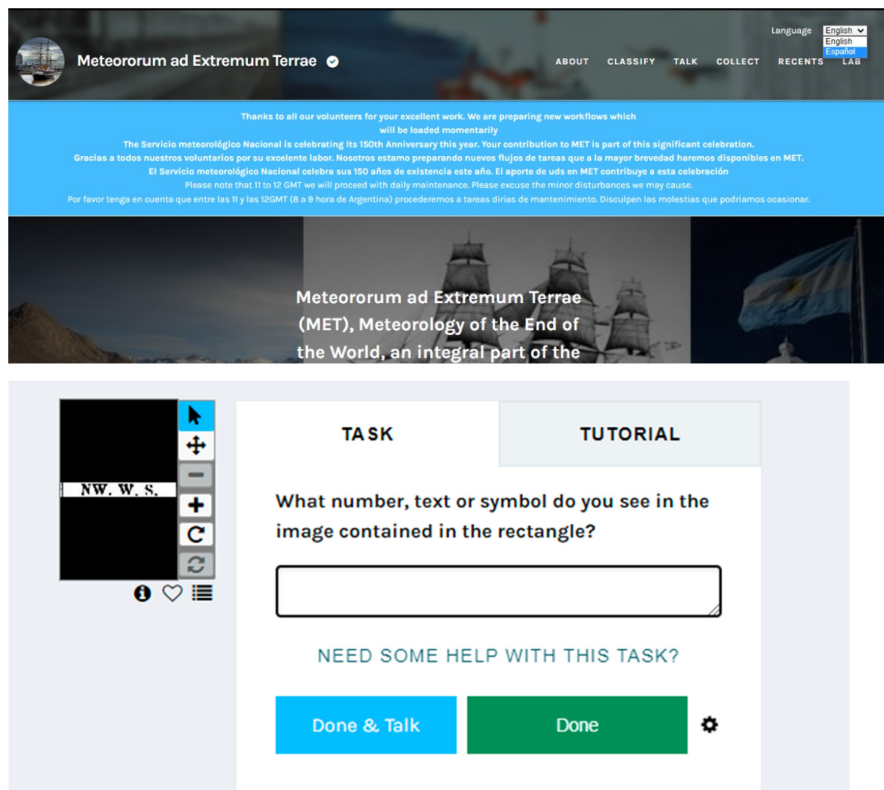 Language English
English
Español
Meteororum ad Extremum Terrae
ABOUT CLASSIFY TALK COLLECT RECENTS LAB
Thanks to all our volunteers for your excellent work. We are preparing new workflows which
will be loaded momentarily
The Servicio meteorológico Nacional is celebrating its 150th Anniversary this year. Your contribution to MET is part of this significant celebration.
Gracias a todos nuestros voluntarios por su excelente labor. Nosotros estamo preparando nuevos flujos de tareas que a la mayor brevedad haremos disponibles en MET.
El Servicio meteorológico Nacional celebra sus 150 años de existencia este año. El aporte de uds en MET contribuye a esta celebración
Please note that 11 to 12 GMT we will proceed with daily maintenance. Please excuse the minor disturbances we may cause.
Por favor tenga en cuenta que entre las 11 y las 12GMT (8 a 9 hora de Argentina) procederemos a tareas dirias de mantenimiento. Disculpen las molestias que podriamos ocasionar.
Meteororum ad Extremum Terrae
(MET), Meteorology of the End of
the World, an integral part of the
NW. W. S.
TASK TUTORIAL
What number, text or symbol do you see in the
image contained in the rectangle?
NEED SOME HELP WITH THIS TASK?
Done & Talk Done